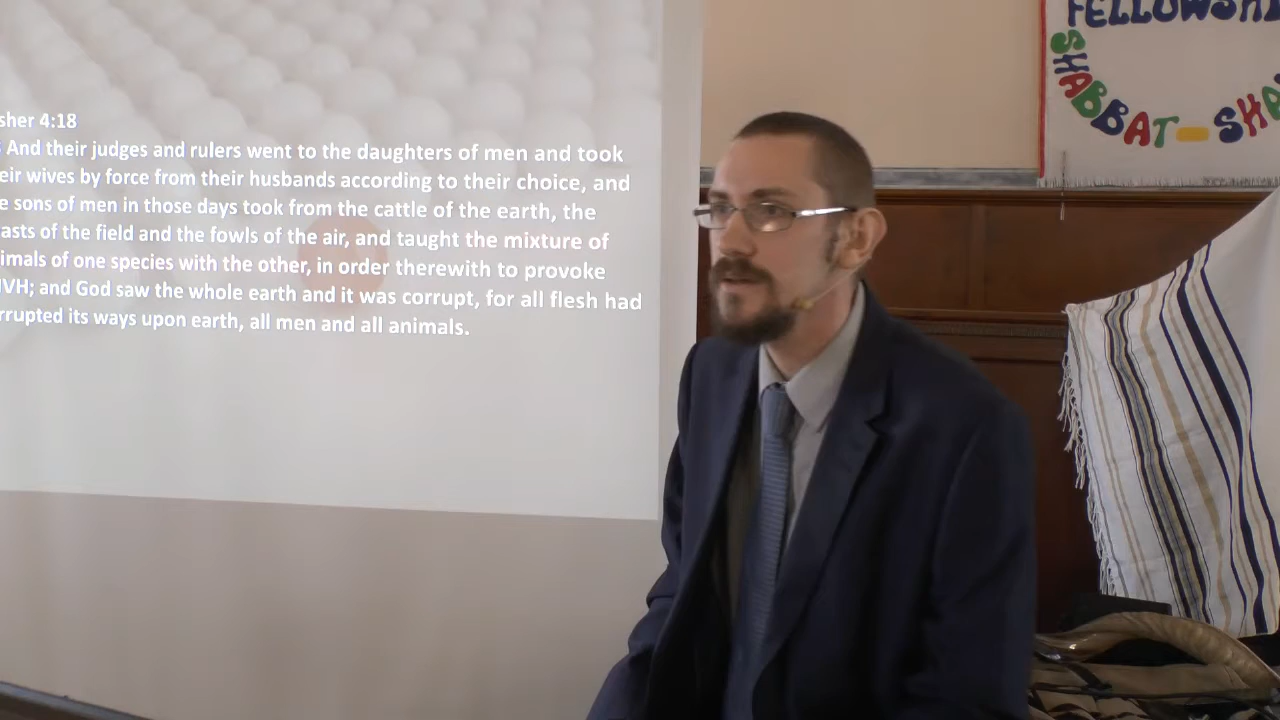 sher 4:18
And their judges and rulers went to the daughters of men and took
eir wives by force from their husbands according to their choice, and
e sons of men in those days took from the cattle of the earth, the
asts of the field and the fowls of the air, and taught the mixture of
imals of one species with the other, in order therewith to provoke
VH; and God saw the whole earth and it was corrupt, for all flesh had
rrupted its ways upon earth, all men and all animals.
FELLOWSHI
SHABBAT-SHA